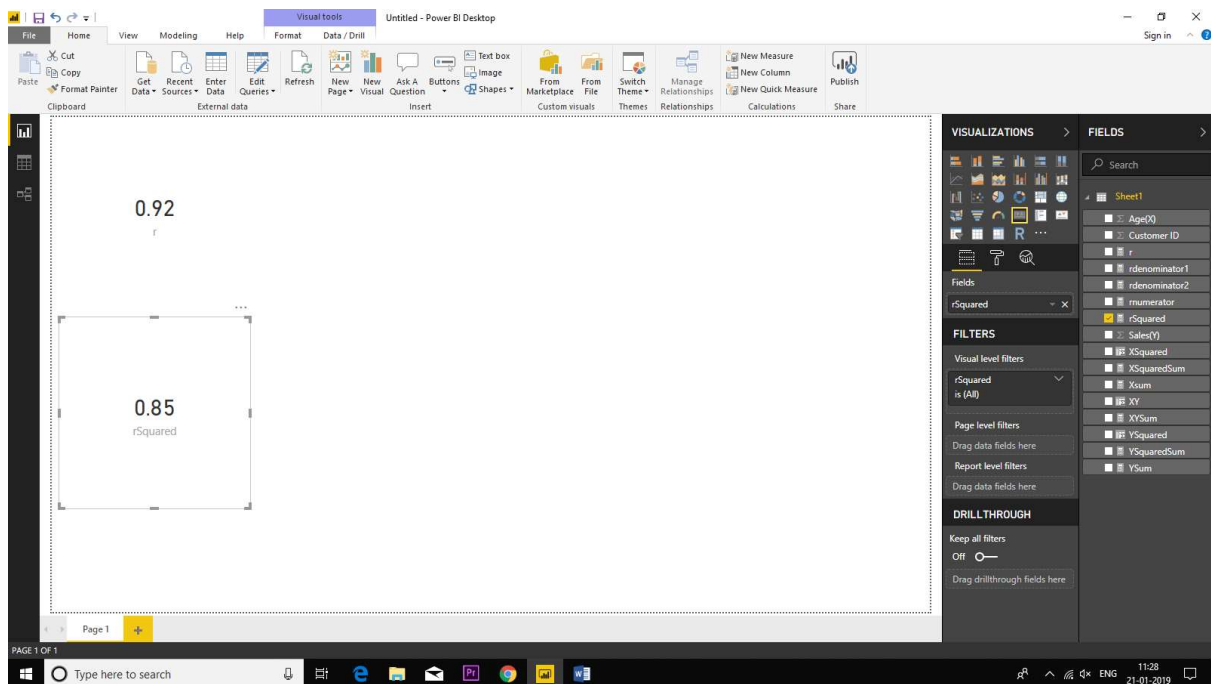 Visual tools
Untitled - Power BI Desktop
File Home View Modeling Help Format Data / Drill Sign in
Paste
Cut
Copy
Format Painter
Clipboard
Get Data
Recent Sources
Enter Data
Edit Queries
External data
Refresh
New Page
New Visual
Ask A Question
Buttons
Text box
Image
Shapes
Insert
From Marketplace
From File
Custom visuals
Switch Theme
Themes
Manage Relationships
Relationships
New Measure
New Column
New Quick Measure
Calculations
Publish
Share
0.92
r
0.85
rSquared
VISUALIZATIONS
R
Fields
rSquared
FILTERS
Visual level filters
rSquared
is (All)
Page level filters
Drag data fields here
Report level filters
Drag data fields here
DRILLTHROUGH
Keep all filters
Off
Drag drillthrough fields here
FIELDS
Search
Sheet1
Age(X)
Customer ID
r
rdenominator1
rdenominator2
rnumerator
rSquared
Sales(Y)
XSquared
XSquaredSum
Xsum
XY
XYSum
YSquared
YSquaredSum
YSum
Page 1
PAGE 1 OF 1
Type here to search
Pr
ENG
11:28
21-01-2019